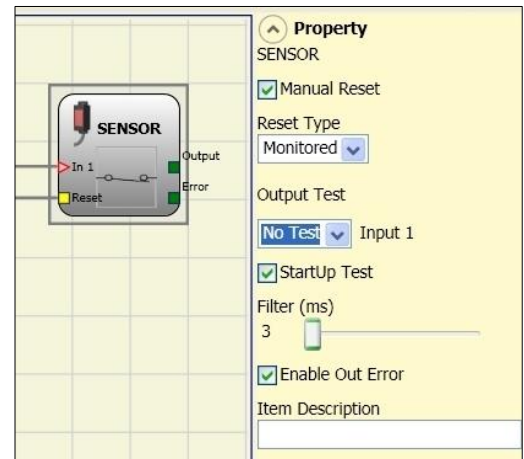 SENSOR
In 1
Reset
Output
Error
Property
SENSOR
Manual Reset
Reset Type
Monitored
Output Test
No Test Input 1
StartUp Test
Filter (ms)
3
Enable Out Error
Item Description